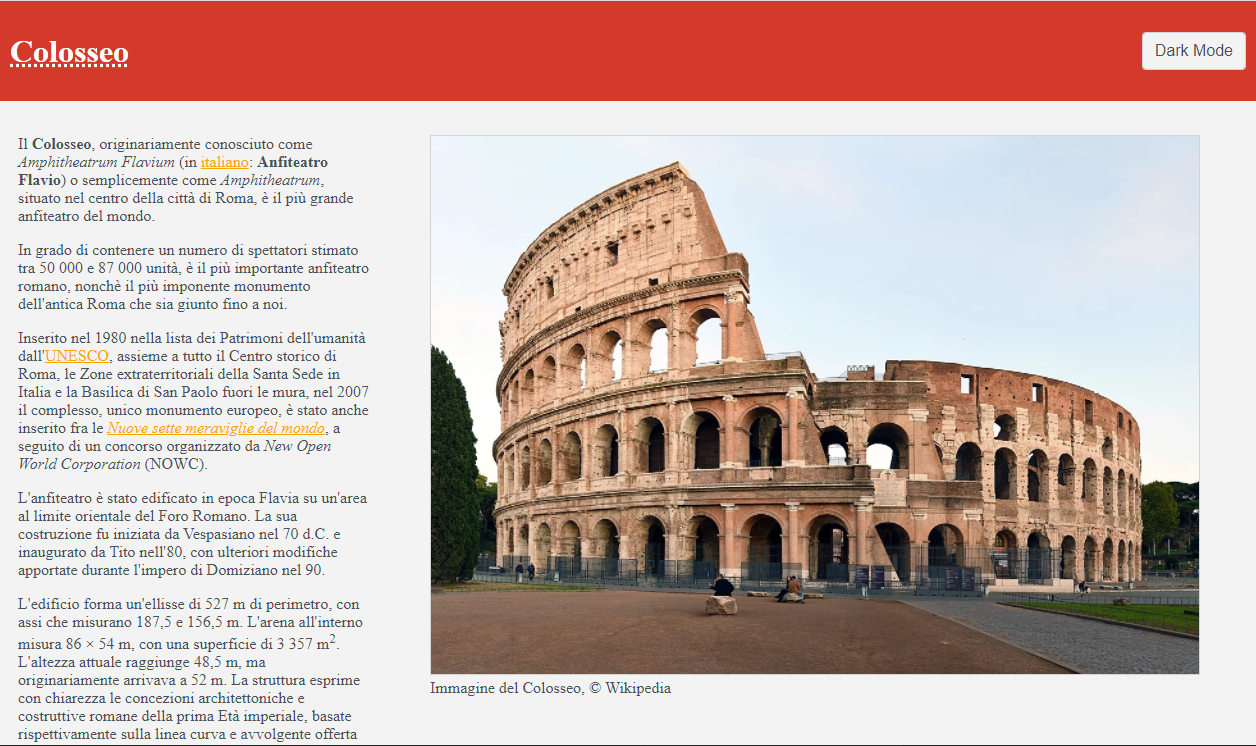 Colosseo
Dark Mode
Il Colosseo, originariamente conosciuto come
Amphitheatrum Flavium (in italiano: Anfiteatro
Flavio) o semplicemente come Amphitheatrum,
situato nel centro della città di Roma, è il più grande
anfiteatro del mondo.
In grado di contenere un numero di spettatori stimato
tra 50 000 e 87 000 unità, è il più importante anfiteatro
romano, nonchè il più imponente monumento
dell'antica Roma che sia giunto fino a noi.
Inserito nel 1980 nella lista dei Patrimoni dell'umanità
dall'UNESCO, assieme a tutto il Centro storico di
Roma, le Zone extraterritoriali della Santa Sede in
Italia e la Basilica di San Paolo fuori le mura, nel 2007
il complesso, unico monumento europeo, è stato anche
inserito fra le Nuove sette meraviglie del mondo, a
seguito di un concorso organizzato da New Open
World Corporation (NOWC).
L'anfiteatro è stato edificato in epoca Flavia su un'area
al limite orientale del Foro Romano. La sua
costruzione fu iniziata da Vespasiano nel 70 d.C. e
inaugurato da Tito nell'80, con ulteriori modifiche
apportate durante l'impero di Domiziano nel 90.
L'edificio forma un'ellisse di 527 m di perimetro, con
assi che misurano 187,5 e 156,5 m. L'arena all'interno
misura 86 × 54 m, con una superficie di 3 357 m².
L'altezza attuale raggiunge 48,5 m, ma
originariamente arrivava a 52 m. La struttura esprime
con chiarezza le concezioni architettoniche e
costruttive romane della prima Età imperiale, basate
rispettivamente sulla linea curva e avvolgente offerta
Immagine del Colosseo, © Wikipedia